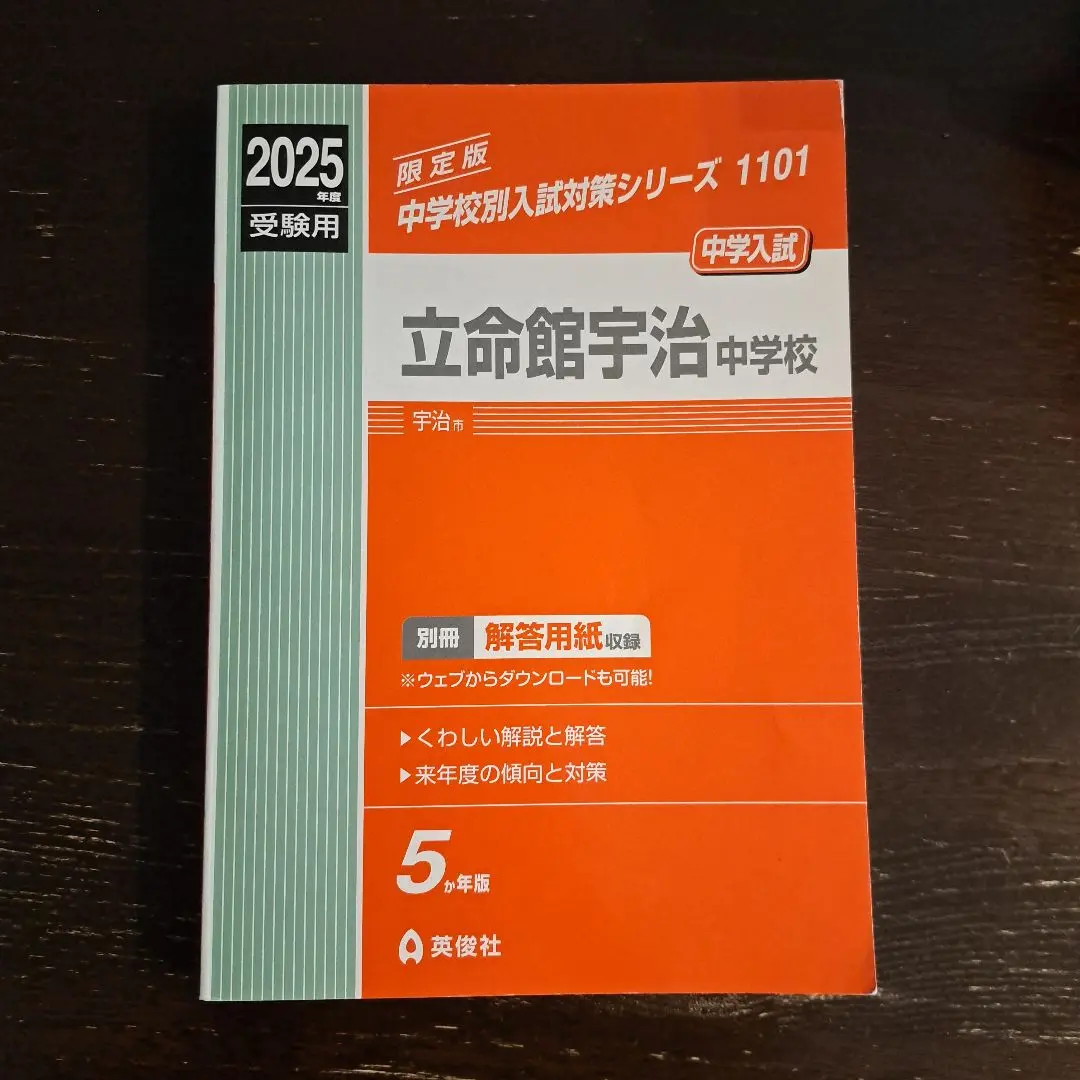 2025
年度
受験用
限定版
中学校別入試対策シリーズ 1101
中学入試
立命館宇治中学校
宇治市
別冊 解答用紙収録
※ウェブからダウンロードも可能!
▶くわしい解説と解答
▶来年度の傾向と対策
5か年版
英俊社